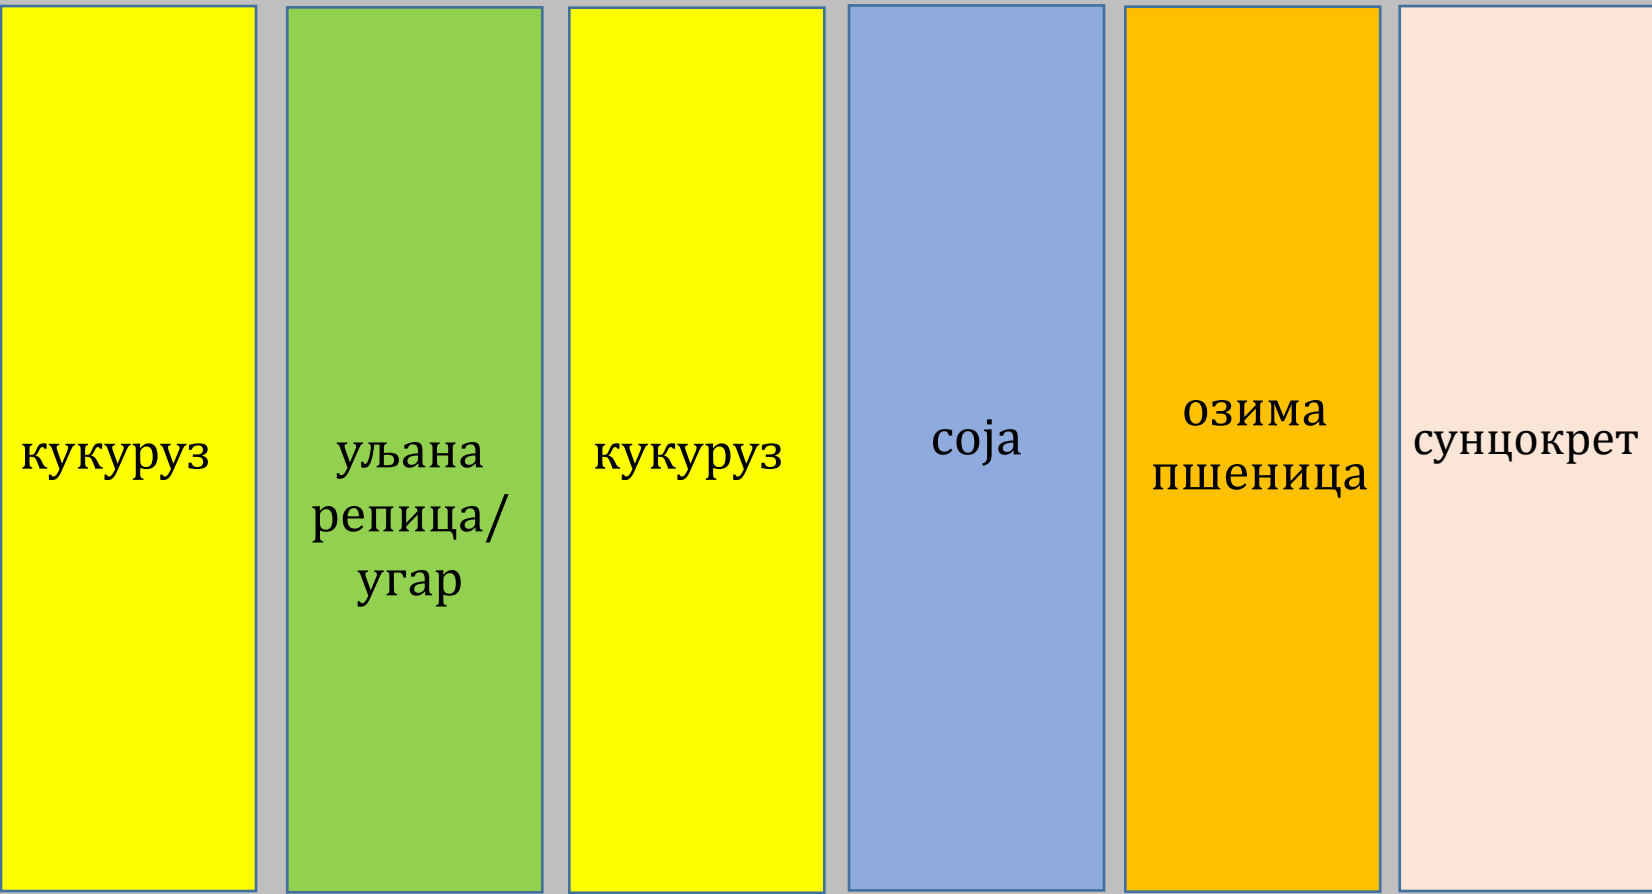 кукуруз
уљана
репица/
угар
кукуруз
соја
озима
пшеница
сунцокрет